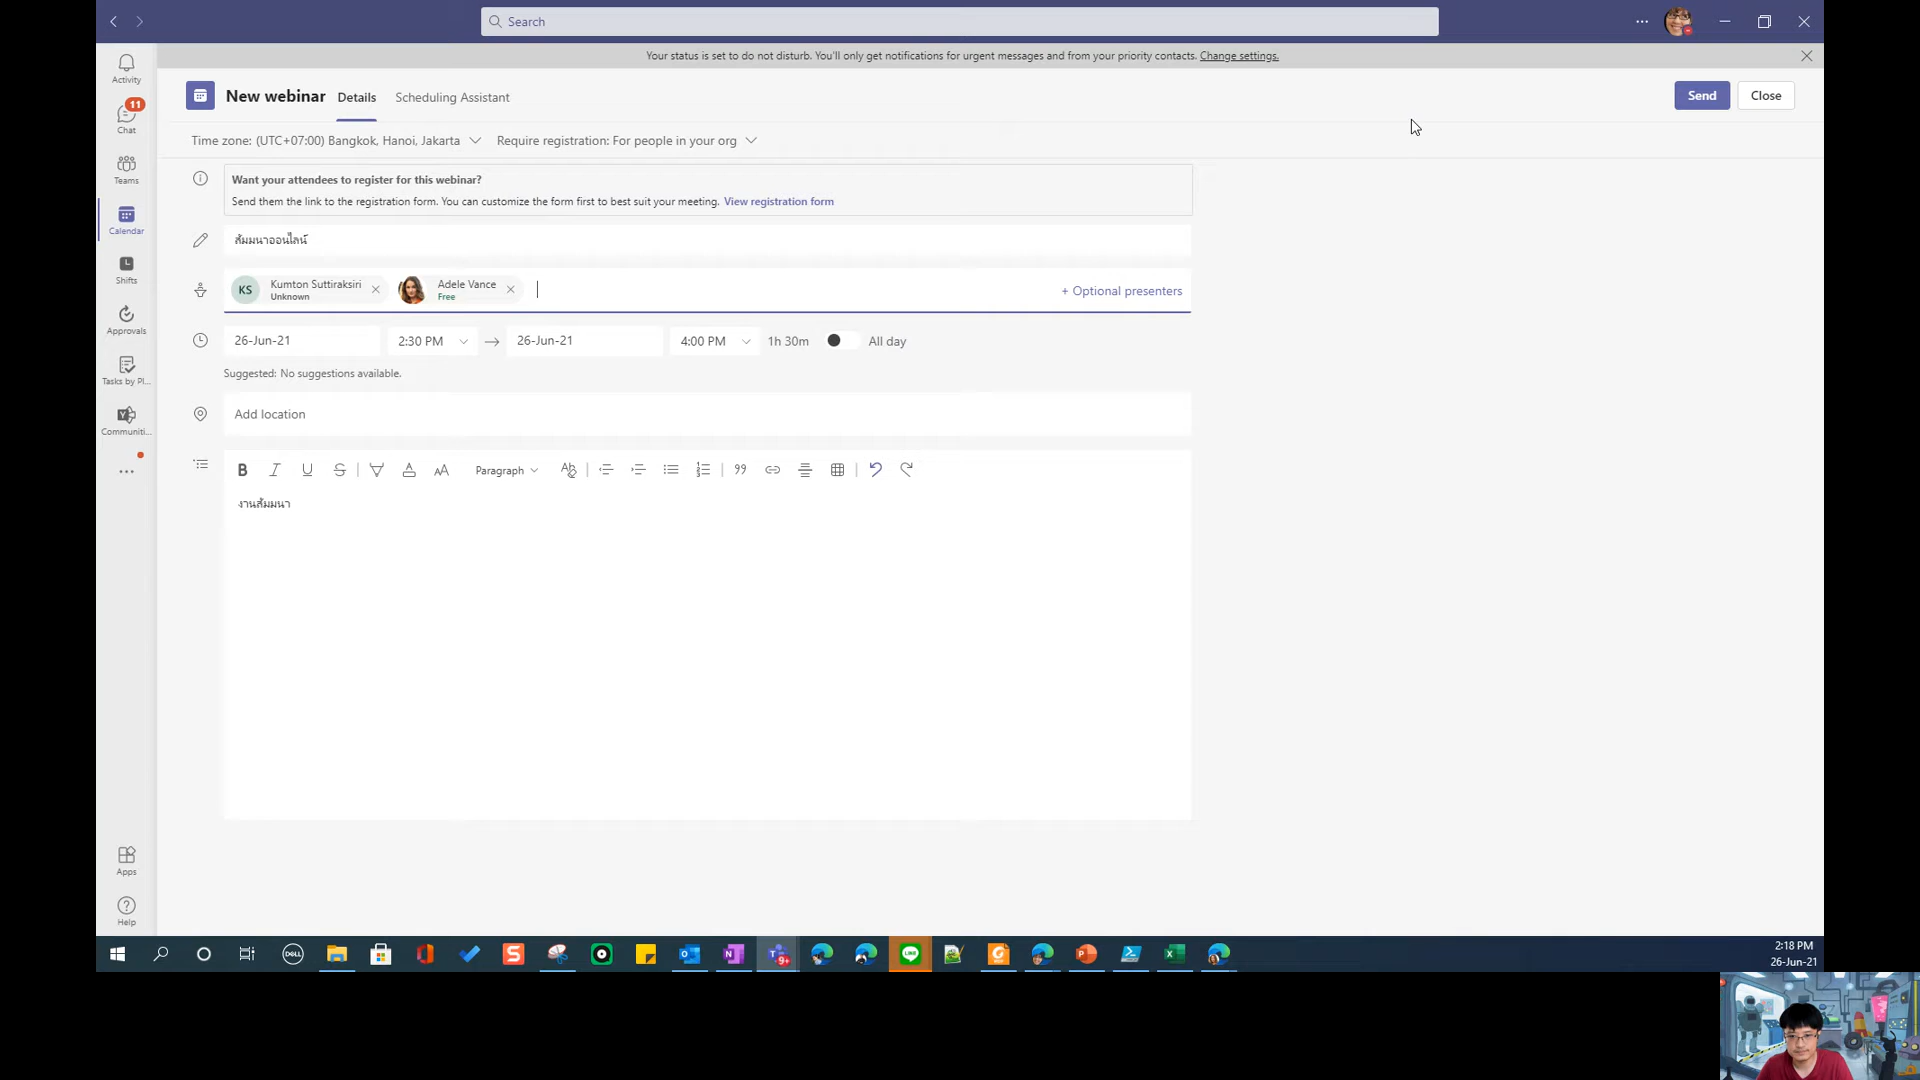 Search
Your status is set to do not disturb. You'll only get notifications for urgent messages and from your priority contacts. Change settings.
Activity
11
Chat
Teams
Calendar
Shifts
Approvals
Tasks by Pl...
Communiti...
Apps
Help
New webinar
Details
Scheduling Assistant
Send
Close
Time zone: (UTC+07:00) Bangkok, Hanoi, Jakarta
Require registration: For people in your org
Want your attendees to register for this webinar?
Send them the link to the registration form. You can customize the form first to best suit your meeting. View registration form
สัมมนาออนไลน์
KS
Kumton Suttiraksiri
Unknown
Adele Vance
Free
+ Optional presenters
26-Jun-21
2:30 PM
26-Jun-21
4:00 PM
1h 30m
All day
Suggested: No suggestions available.
Add location
Paragraph
งานสัมมนา
DELL
9+
LINE
2:18 PM
26-Jun-21